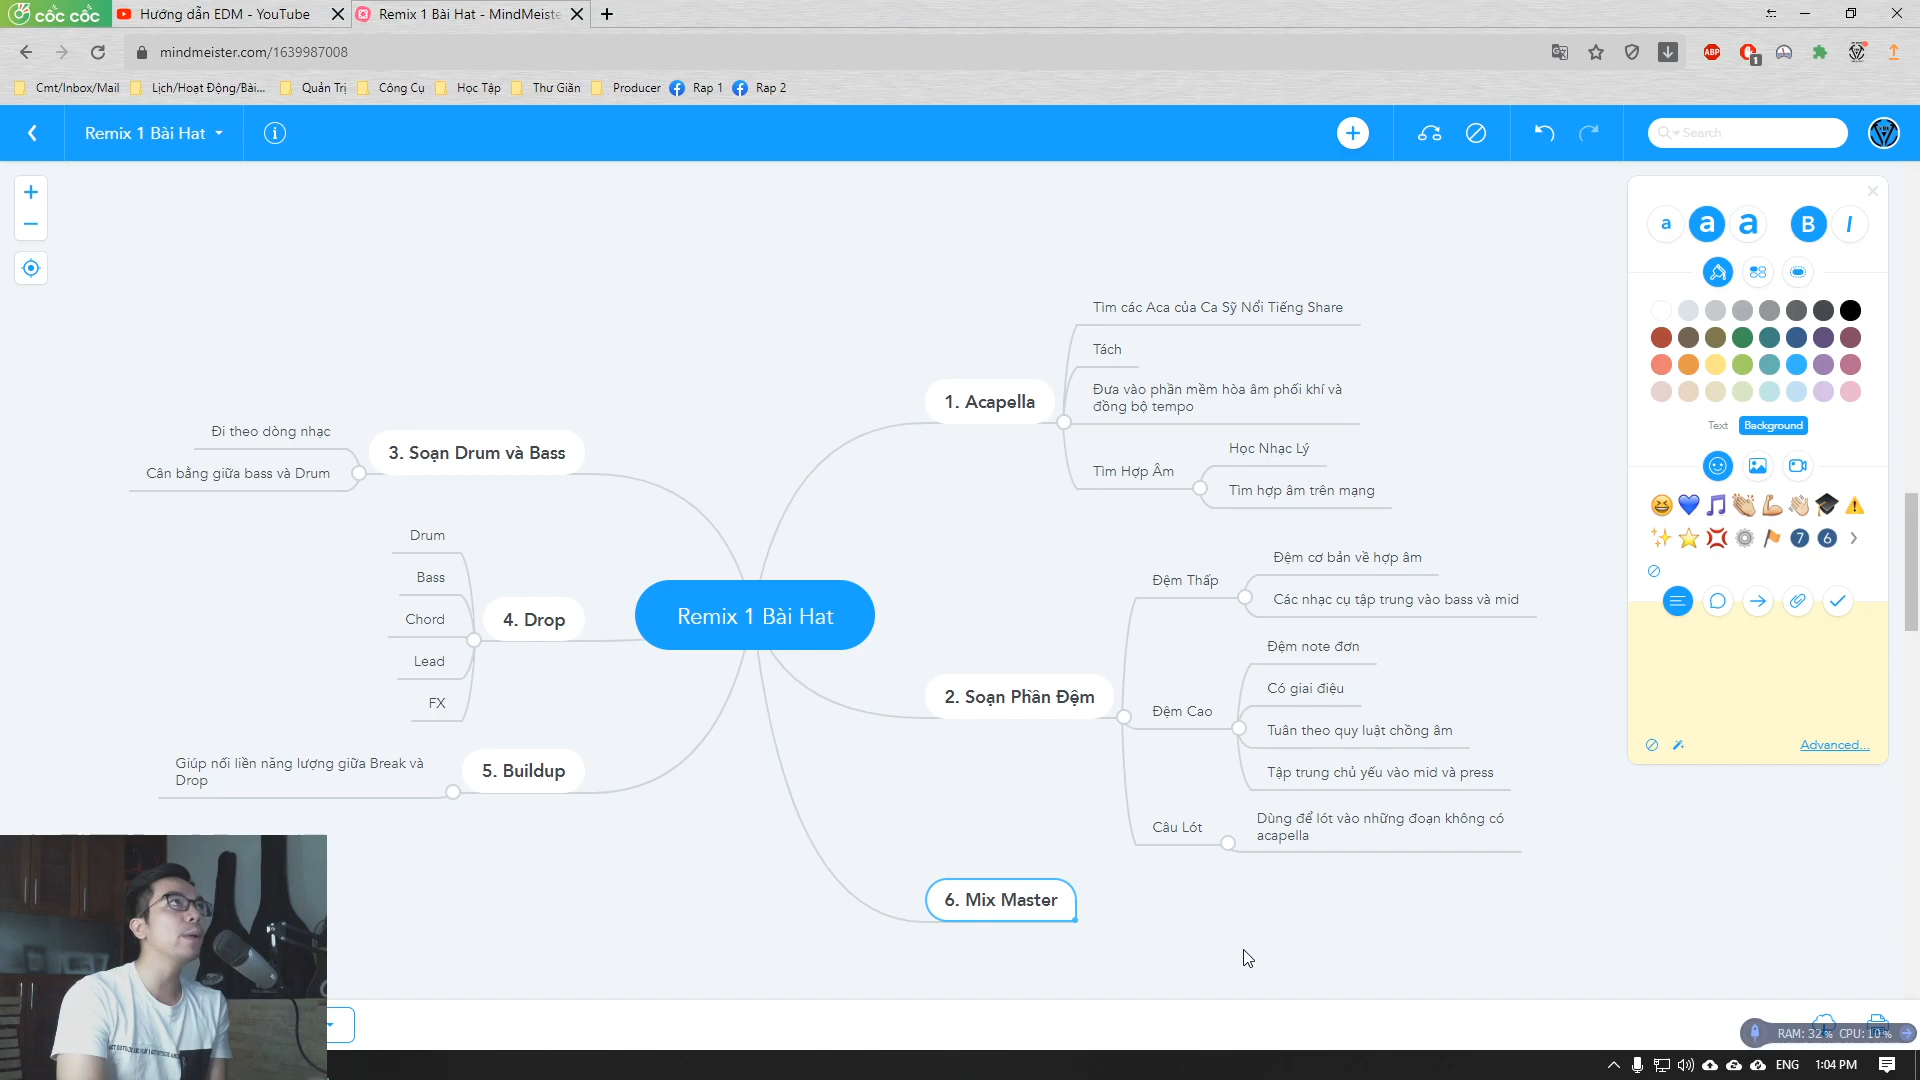 cốc cốc
Hướng dẫn EDM - YouTube
Remix 1 Bài Hat - MindMeiste
mindmeister.com/1639987008
ABP
1
Cmt/Inbox/Mail
Lịch/Hoạt Động/Bài...
Quản Trị
Công Cụ
Học Tập
Thư Giãn
Producer
Rap 1
Rap 2
Remix 1 Bài Hat
Search
a a a B I
Text
Background
7 6
Advanced...
Remix 1 Bài Hat
1. Acapella
Tìm các Aca của Ca Sỹ Nổi Tiếng Share
Tách
Đưa vào phần mềm hòa âm phối khí và
đồng bộ tempo
Tìm Hợp Âm
Học Nhạc Lý
Tìm hợp âm trên mạng
2. Soạn Phần Đệm
Đệm Thấp
Đệm cơ bản về hợp âm
Các nhạc cụ tập trung vào bass và mid
Đệm Cao
Đệm note đơn
Có giai điệu
Tuân theo quy luật chồng âm
Tập trung chủ yếu vào mid và press
Câu Lót
Dùng để lót vào những đoạn không có
acapella
3. Soạn Drum và Bass
Đi theo dòng nhạc
Cân bằng giữa bass và Drum
4. Drop
Drum
Bass
Chord
Lead
FX
5. Buildup
Giúp nối liền năng lượng giữa Break và
Drop
6. Mix Master
RAM: 32% CPU: 10%
ENG
1:04 PM